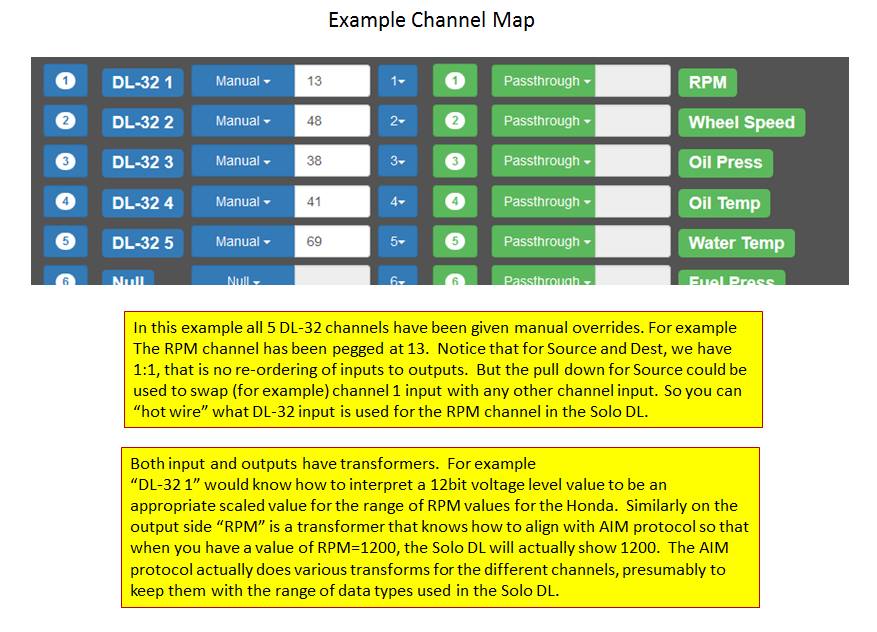 Example Channel Map
1 DL-32 1 Manual 13 1 1 Passthrough RPM
2 DL-32 2 Manual 48 2 2 Passthrough Wheel Speed
3 DL-32 3 Manual 38 3 3 Passthrough Oil Press
4 DL-32 4 Manual 41 4 4 Passthrough Oil Temp
5 DL-32 5 Manual 69 5 5 Passthrough Water Temp
6 Null Null 6 6 Passthrough Fuel Press
In this example all 5 DL-32 channels have been given manual overrides. For example
The RPM channel has been pegged at 13. Notice that for Source and Dest, we have
1:1, that is no re-ordering of inputs to outputs. But the pull down for Source could be
used to swap (for example) channel 1 input with any other channel input. So you can
“hot wire” what DL-32 input is used for the RPM channel in the Solo DL.
Both input and outputs have transformers. For example
“DL-32 1” would know how to interpret a 12bit voltage level value to be an
appropriate scaled value for the range of RPM values for the Honda. Similarly on the
output side “RPM” is a transformer that knows how to align with AIM protocol so that
when you have a value of RPM=1200, the Solo DL will actually show 1200. The AIM
protocol actually does various transforms for the different channels, presumably to
keep them with the range of data types used in the Solo DL.